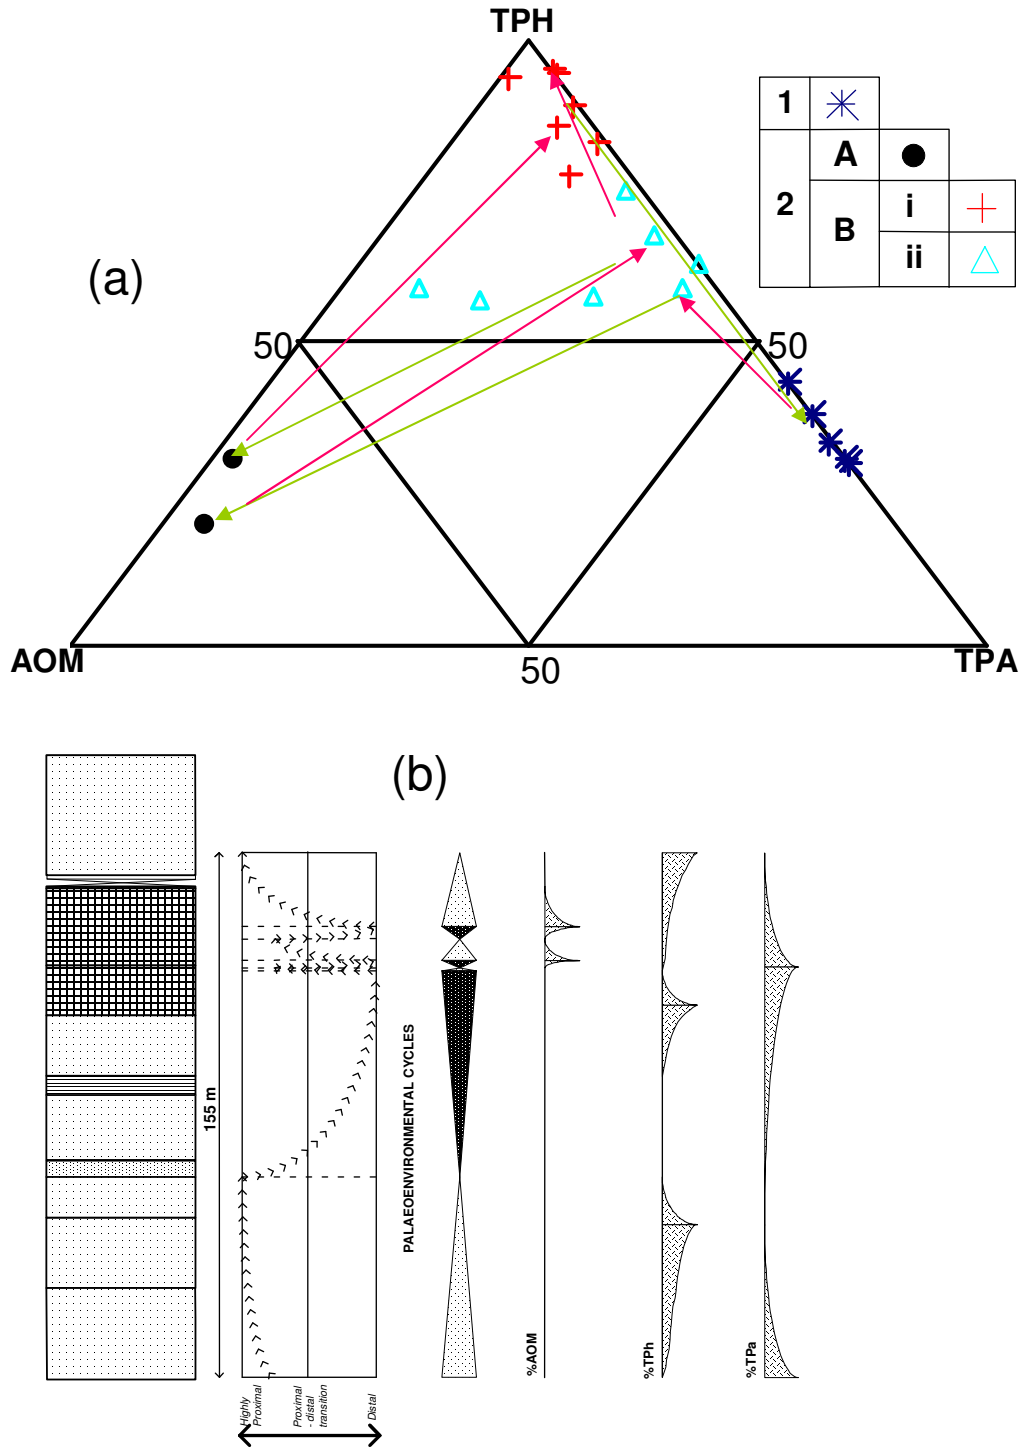 TPH
1
A
2
B
i
ii
(a)
50
50
AOM
50
TPA
(b)
155 m
PALAEOENVIRONMENTAL CYCLES
%AOM
%TPh
%TPa
Highly
Proximal
Proximal
- distal
transition
Distal